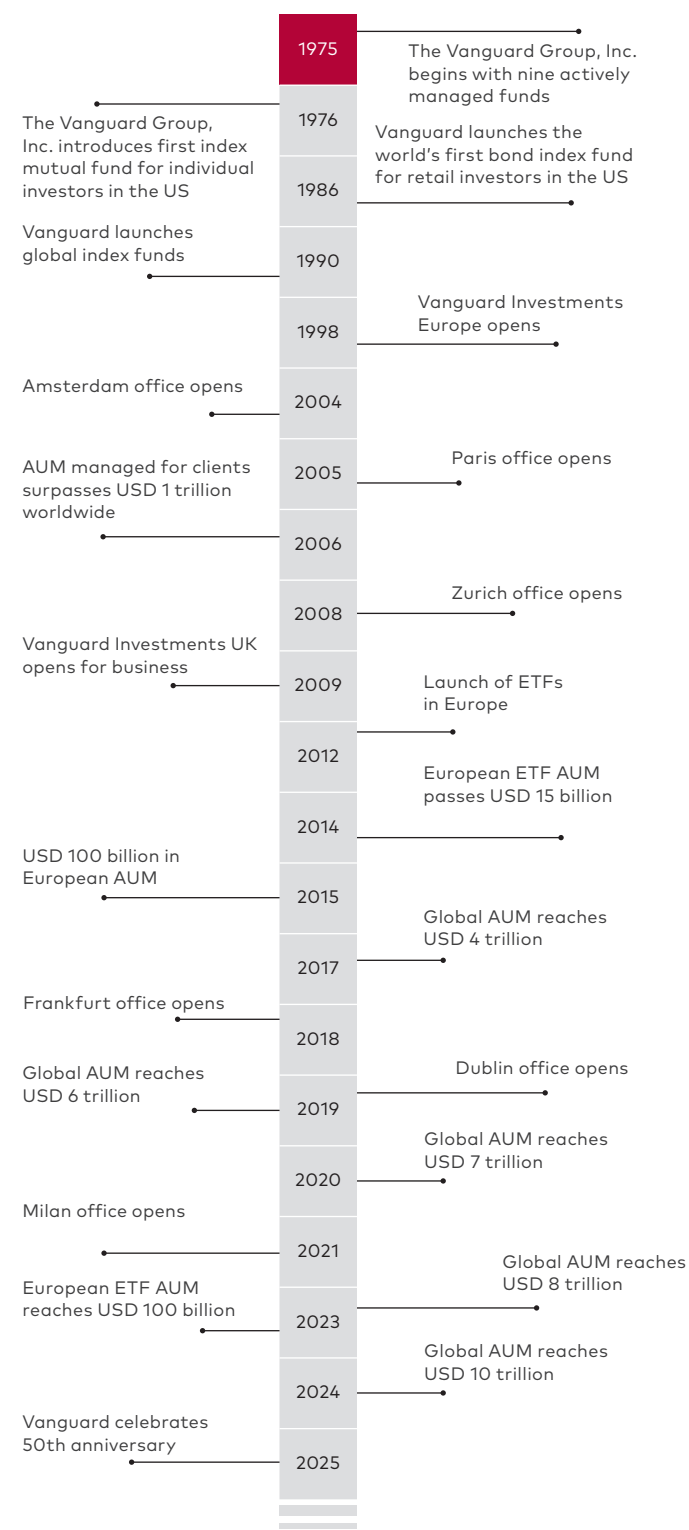 1975
The Vanguard Group, Inc.
begins with nine actively
managed funds
1976
The Vanguard Group,
Inc. introduces first index
mutual fund for individual
investors in the US
1986
Vanguard launches the
world's first bond index fund
for retail investors in the US
1990
Vanguard launches
global index funds
1998
Vanguard Investments
Europe opens
2004
Amsterdam office opens
2005
Paris office opens
2006
AUM managed for clients
surpasses USD 1 trillion
worldwide
2008
Zurich office opens
2009
Vanguard Investments UK
opens for business
2012
Launch of ETFs
in Europe
2014
European ETF AUM
passes USD 15 billion
2015
USD 100 billion in
European AUM
2017
Global AUM reaches
USD 4 trillion
2018
Frankfurt office opens
2019
Dublin office opens
Global AUM reaches
USD 6 trillion
2020
Global AUM reaches
USD 7 trillion
2021
Milan office opens
2023
Global AUM reaches
USD 8 trillion
European ETF AUM
reaches USD 100 billion
2024
Global AUM reaches
USD 10 trillion
2025
Vanguard celebrates
50th anniversary